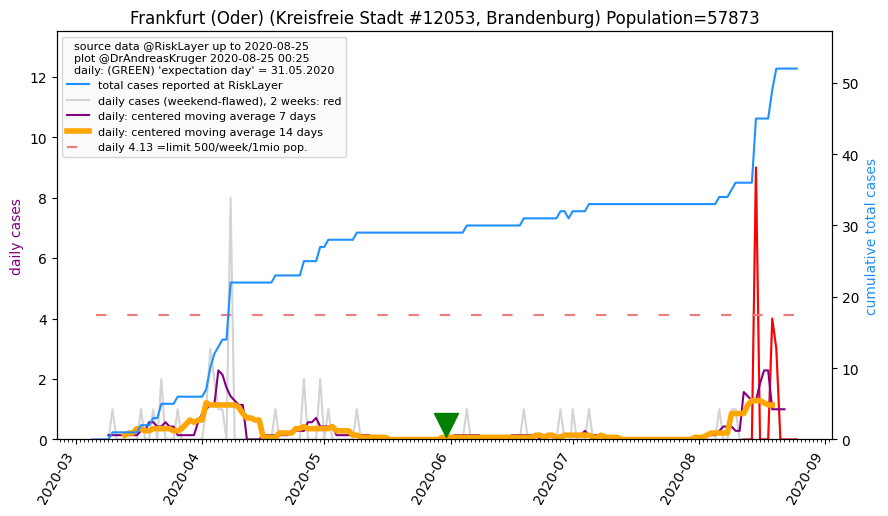 Frankfurt (Oder) (Kreisfreie Stadt #12053, Brandenburg) Population=57873
source data @RiskLayer up to 2020-08-25
plot @DrAndreasKruger 2020-08-25 00:25
daily: (GREEN) 'expectation day' = 31.05.2020
total cases reported at RiskLayer
daily cases (weekend-flawed), 2 weeks: red
daily: centered moving average 7 days
daily: centered moving average 14 days
daily 4.13 =limit 500/week/1mio pop.
daily cases
12
10
8
6
4
2
0
cumulative total cases
50
40
30
20
10
0
2020-03
2020-04
2020-05
2020-06
2020-07
2020-08
2020-09